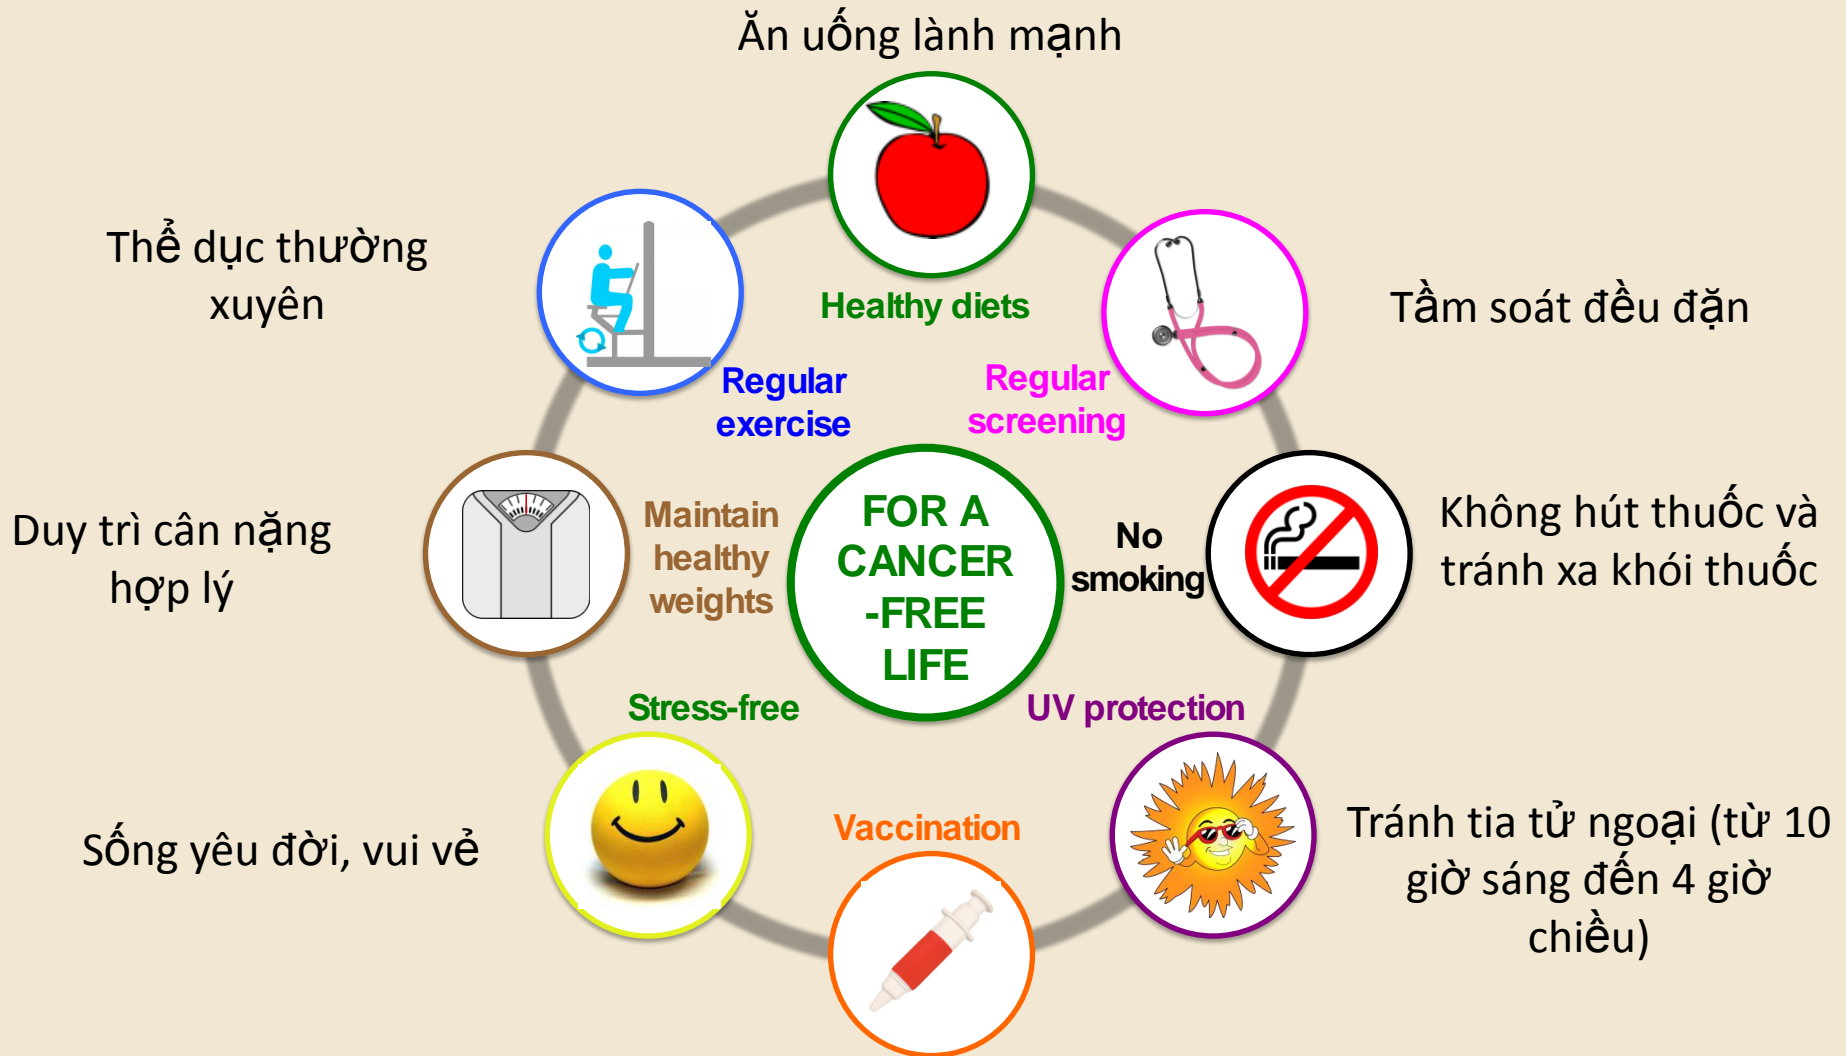 Ăn uống lành mạnh
Thể dục thường
xuyên
Healthy diets
Tầm soát đều đặn
Regular
exercise
Regular
screening
Duy trì cân nặng
hợp lý
Maintain
healthy
weights
FOR A
CANCER
-FREE
LIFE
No
smoking
Không hút thuốc và
tránh xa khói thuốc
Stress-free
UV protection
Sống yêu đời, vui vẻ
Vaccination
Tránh tia tử ngoại (từ 10
giờ sáng đến 4 giờ
chiều)